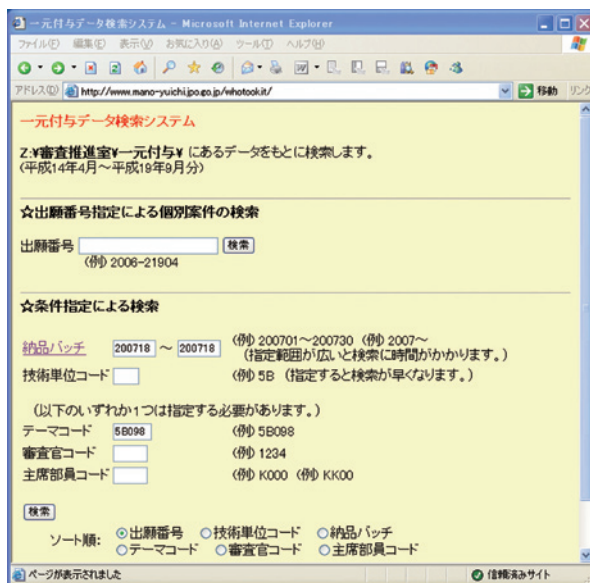 一元付与データ検索システム - Microsoft Internet Explorer
ファイル(F) 編集(E) 表示(V) お気に入り(A) ツール(T) ヘルプ(H)
アドレス(D) http://www.mano-yuichi.jpo.go.jp/whotookit/ 移動 リンク
一元付与データ検索システム
Z:¥審査推進室¥一元付与¥ にあるデータをもとに検索します。
(平成14年4月～平成19年9月分)
☆出願番号指定による個別案件の検索
出願番号 検索
(例) 2006-21904
☆条件指定による検索
納品バッチ 200718 ～ 200718 (例) 200701～200730 (例) 2007～
(指定範囲が広いと検索に時間がかかります。)
技術単位コード (例) 5B (指定すると検索が早くなります。)
(以下のいずれか1つは指定する必要があります。)
テーマコード 5B098 (例) 5B098
審査官コード (例) 1234
主席部員コード (例) K000 (例) KK00
検索
ソート順: 出願番号 技術単位コード 納品バッチ
テーマコード 審査官コード 主席部員コード
ページが表示されました 信頼済みサイト